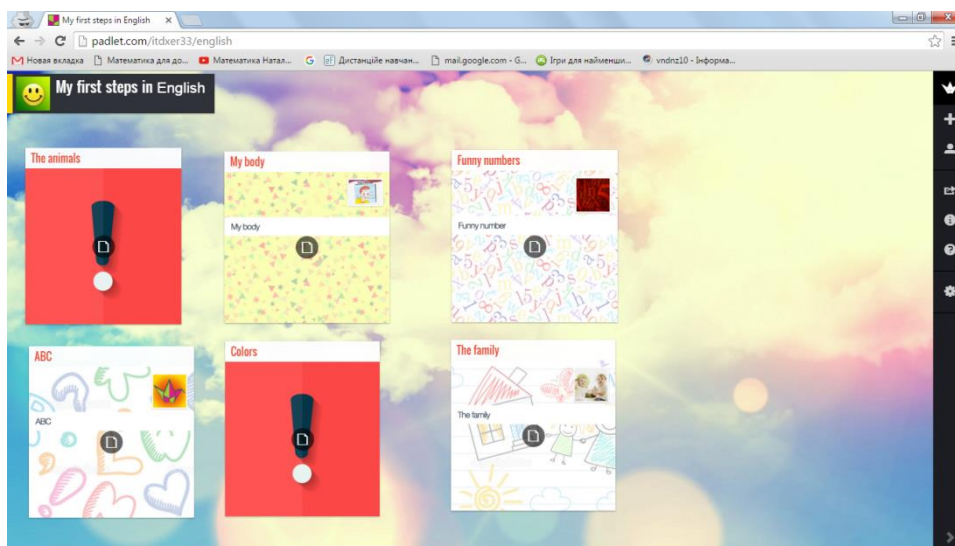 My first steps in English
padlet.com/itdxer33/english
Новая вкладка Математика для до... Математика Натал... Дистанційе навчан... mail.google.com - G... Ігри для найменши... vndnz10 - Інформа...
My first steps in English
The animals
My body
My body
Funny numbers
Funny number
ABC
ABC
Colors
The family
The family